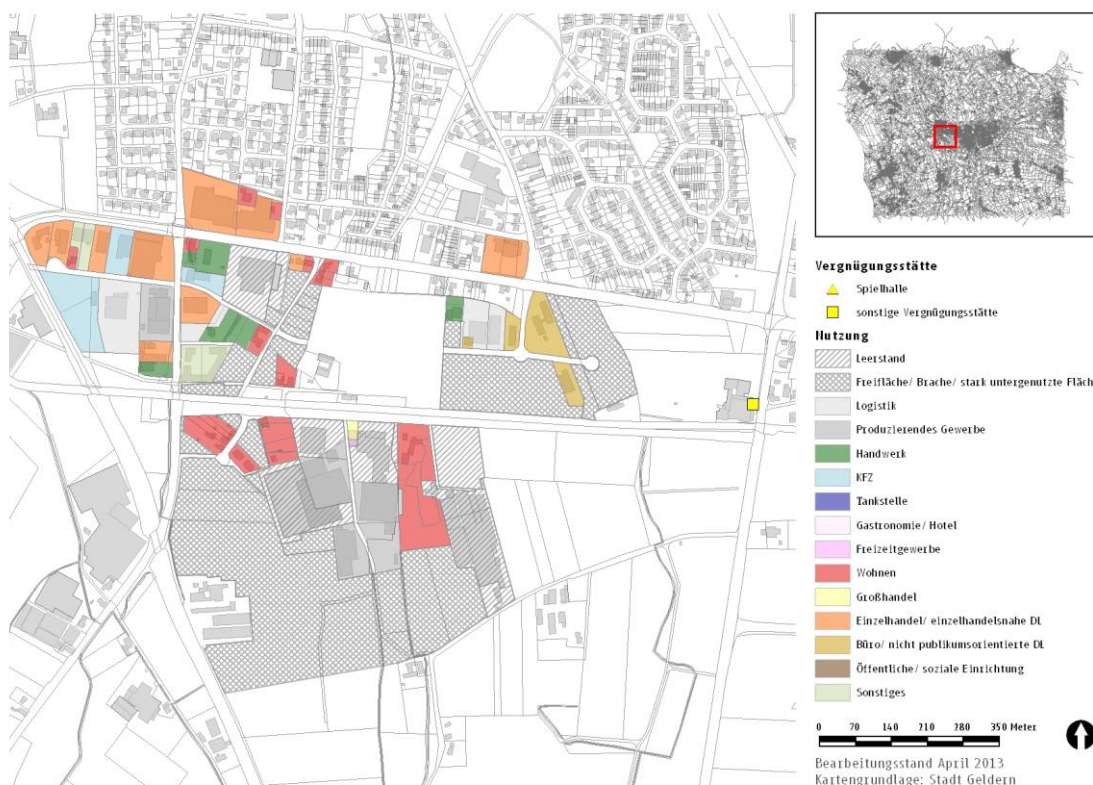 Vergnügungsstätte
Spielhalle
sonstige Vergnügungsstätte
Nutzung
Leerstand
Freifläche/ Brache/ stark untergenutzte Fläch
Logistik
Produzierendes Gewerbe
Handwerk
KFZ
Tankstelle
Gastronomie/ Hotel
Freizeitgewerbe
Wohnen
Großhandel
Einzelhandel/ einzelhandelsnahe DL
Büro/ nicht publikumsorientierte DL
Öffentliche/ soziale Einrichtung
Sonstiges
0 70 140 210 280 350 Meter
Bearbeitungsstand April 2013
Kartengrundlage: Stadt Geldern